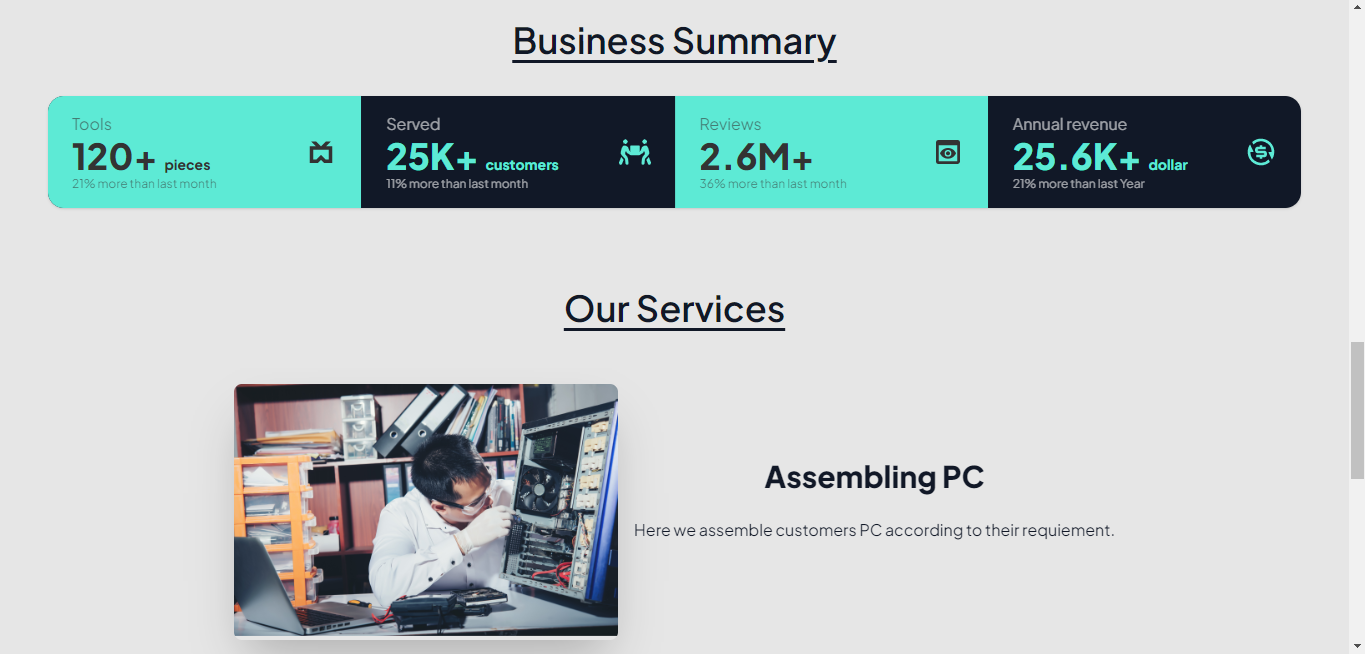 Business Summary
Tools
120+ pieces
21% more than last month
Served
25K+ customers
11% more than last month
Reviews
2.6M+
36% more than last month
Annual revenue
25.6K+ dollar
21% more than last Year
Our Services
Assembling PC
Here we assemble customers PC according to their requiement.